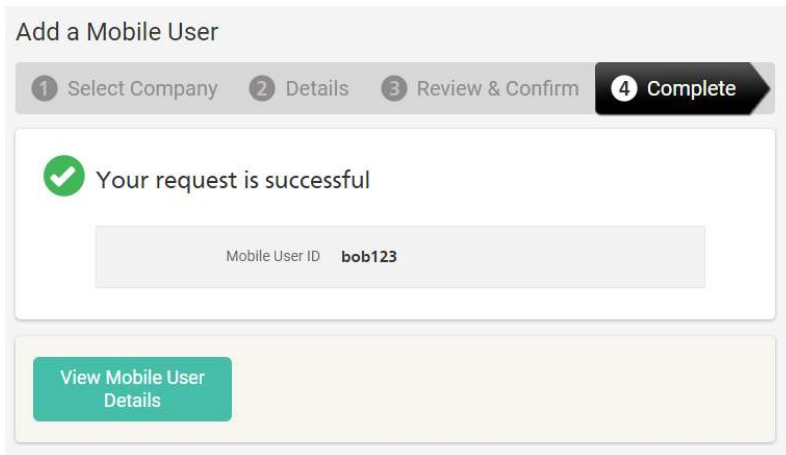 Add a Mobile User
1 Select Company 2 Details 3 Review & Confirm 4 Complete
Your request is successful
Mobile User ID bob123
View Mobile User
Details